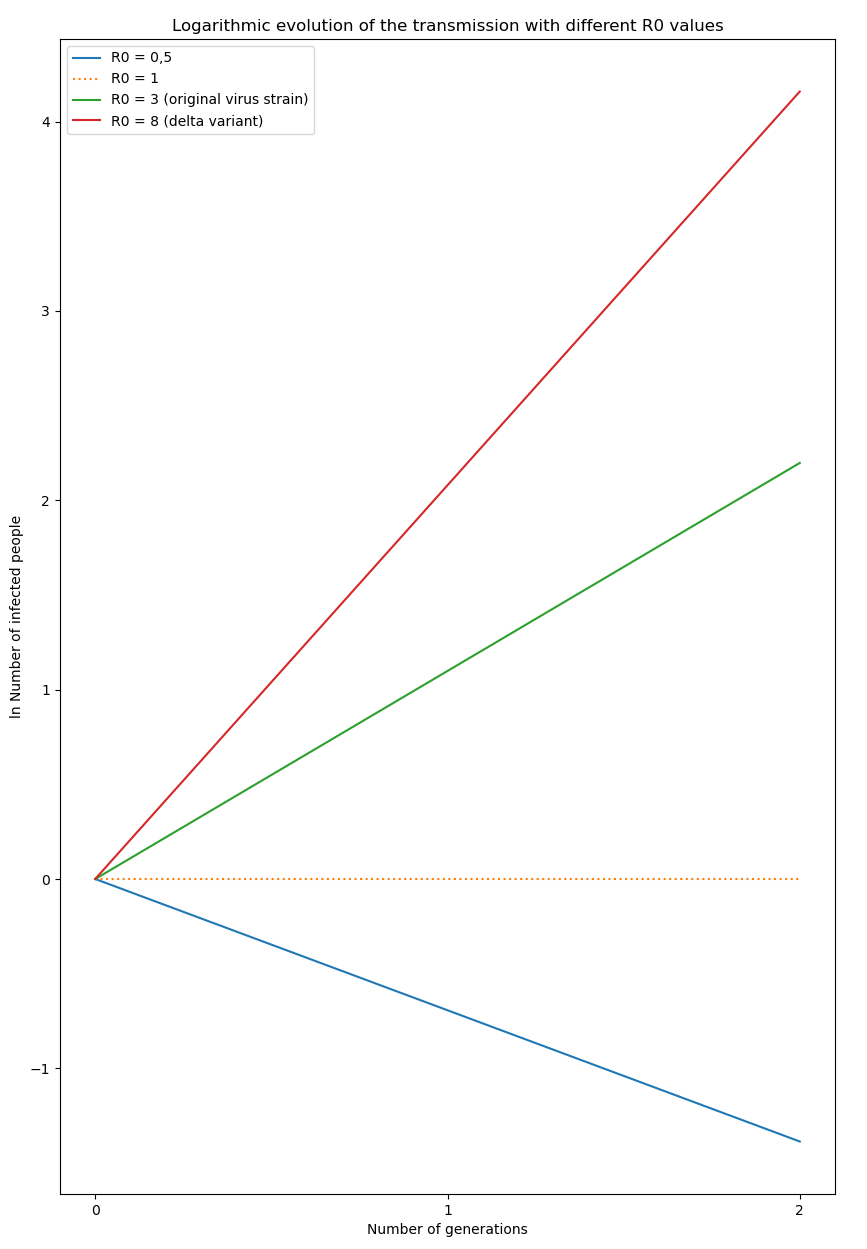 Logarithmic evolution of the transmission with different R0 values
R0 = 0,5
R0 = 1
R0 = 3 (original virus strain)
R0 = 8 (delta variant)
4
3
2
1
0
−1
ln Number of infected people
0 1 2
Number of generations